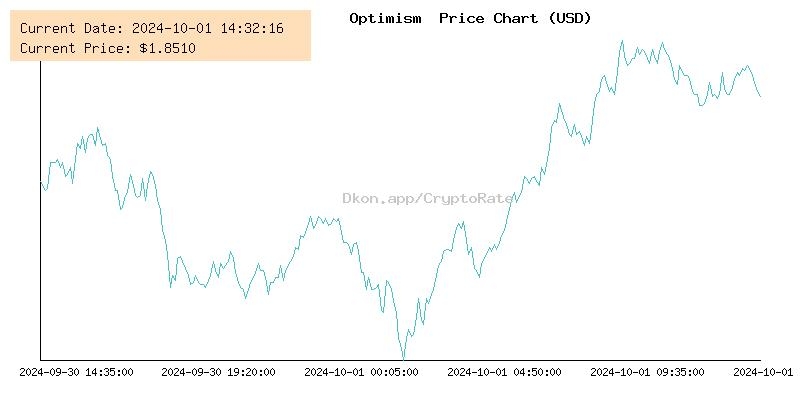 Optimism  Price Chart (USD)
Current Date: 2024-10-01 14:32:16
Current Price: $1.8510
Dkon.app/CryptoRate
2024-09-30 14:35:00 2024-09-30 19:20:00 2024-10-01 00:05:00 2024-10-01 04:50:00 2024-10-01 09:35:00 2024-10-01